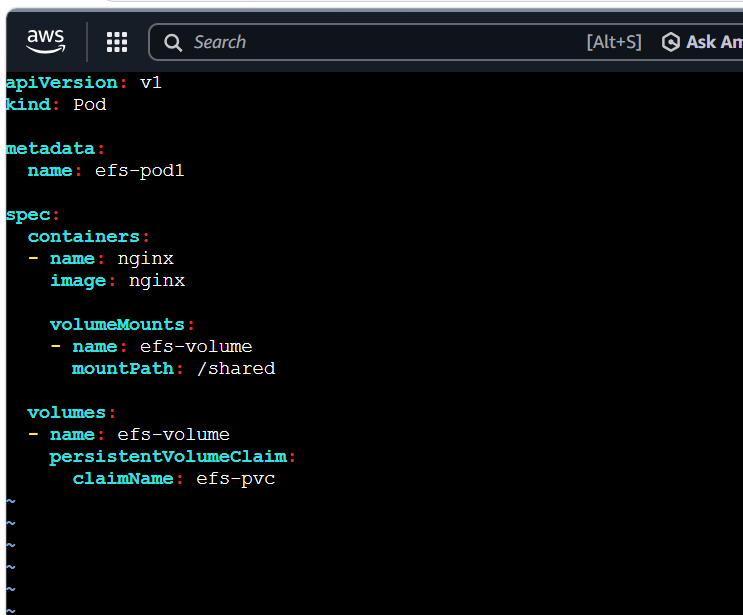 aws
Search [Alt+S] Ask Am
apiVersion: v1
kind: Pod
metadata:
  name: efs-pod1
spec:
  containers:
  - name: nginx
    image: nginx
    volumeMounts:
    - name: efs-volume
      mountPath: /shared
  volumes:
  - name: efs-volume
    persistentVolumeClaim:
      claimName: efs-pvc
~
~
~
~
~
~